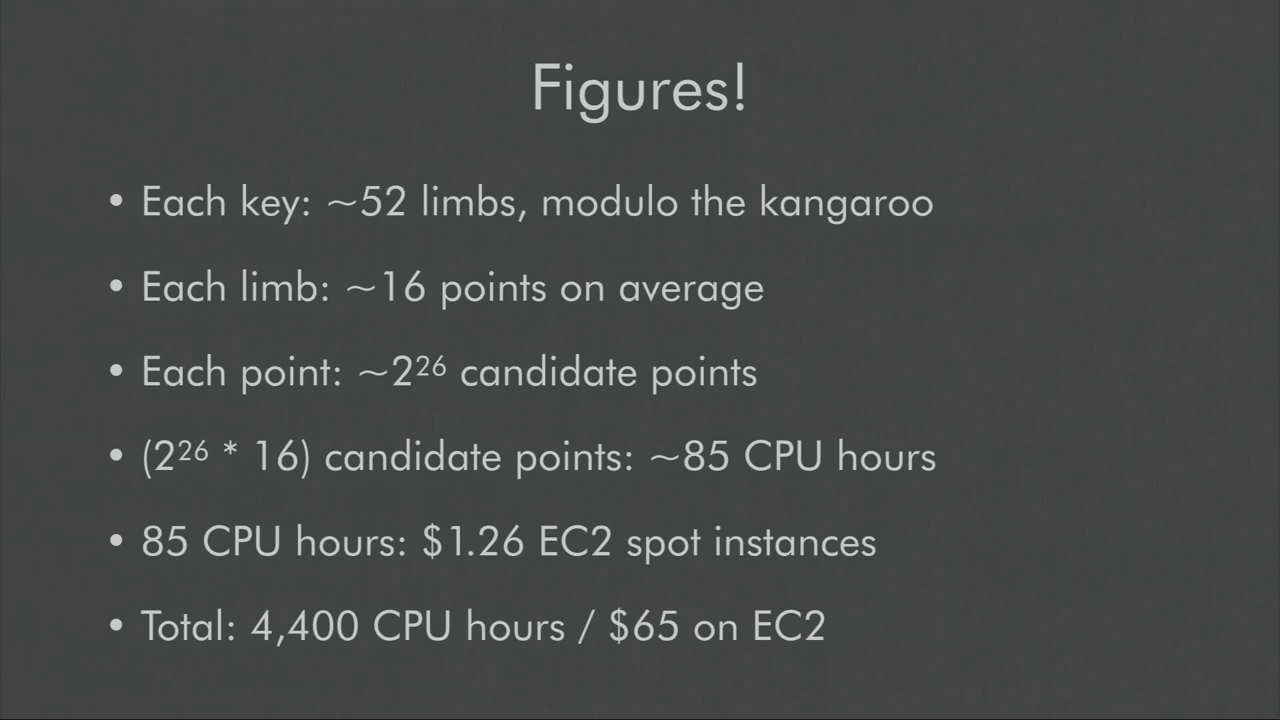 Figures!
• Each key: ~52 limbs, modulo the kangaroo
• Each limb: ~16 points on average
• Each point: ~2²⁶ candidate points
• (2²⁶ * 16) candidate points: ~85 CPU hours
• 85 CPU hours: $1.26 EC2 spot instances
• Total: 4,400 CPU hours / $65 on EC2